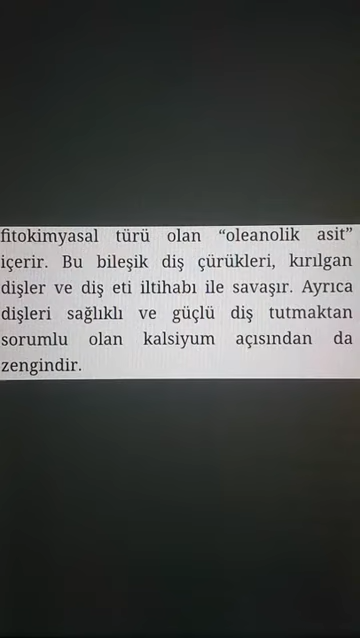 fitokimyasal türü olan “oleanolik asit”
içerir. Bu bileşik diş çürükleri, kırılgan
dişler ve diş eti iltihabı ile savaşır. Ayrıca
dişleri sağlıklı ve güçlü diş tutmaktan
sorumlu olan kalsiyum açısından da
zengindir.